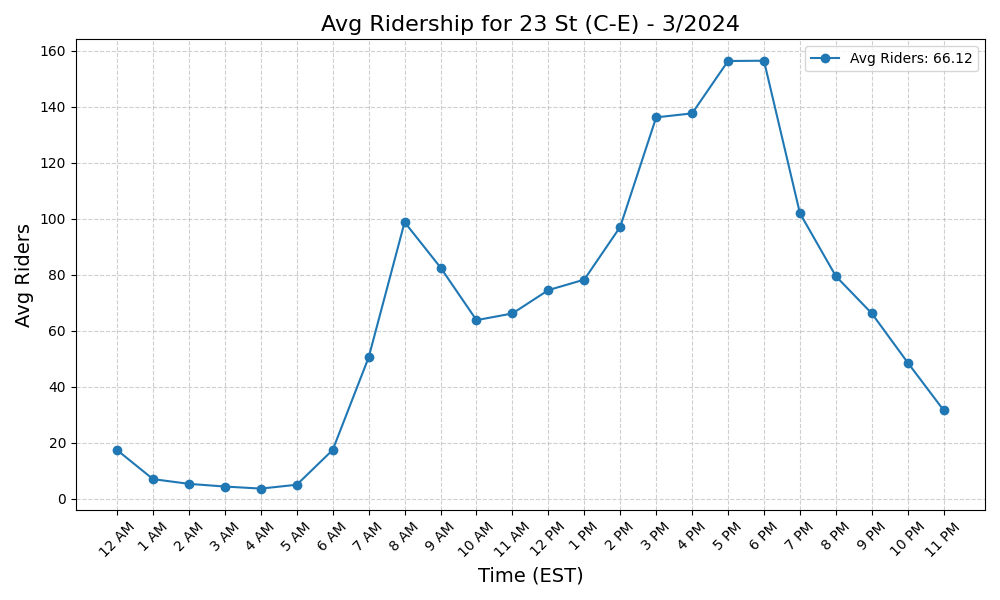 Avg Ridership for 23 St (C-E) - 3/2024
Avg Riders: 66.12
Avg Riders
160
140
120
100
80
60
40
20
0
12 AM
1 AM
2 AM
3 AM
4 AM
5 AM
6 AM
7 AM
8 AM
9 AM
10 AM
11 AM
12 PM
1 PM
2 PM
3 PM
4 PM
5 PM
6 PM
7 PM
8 PM
9 PM
10 PM
11 PM
Time (EST)